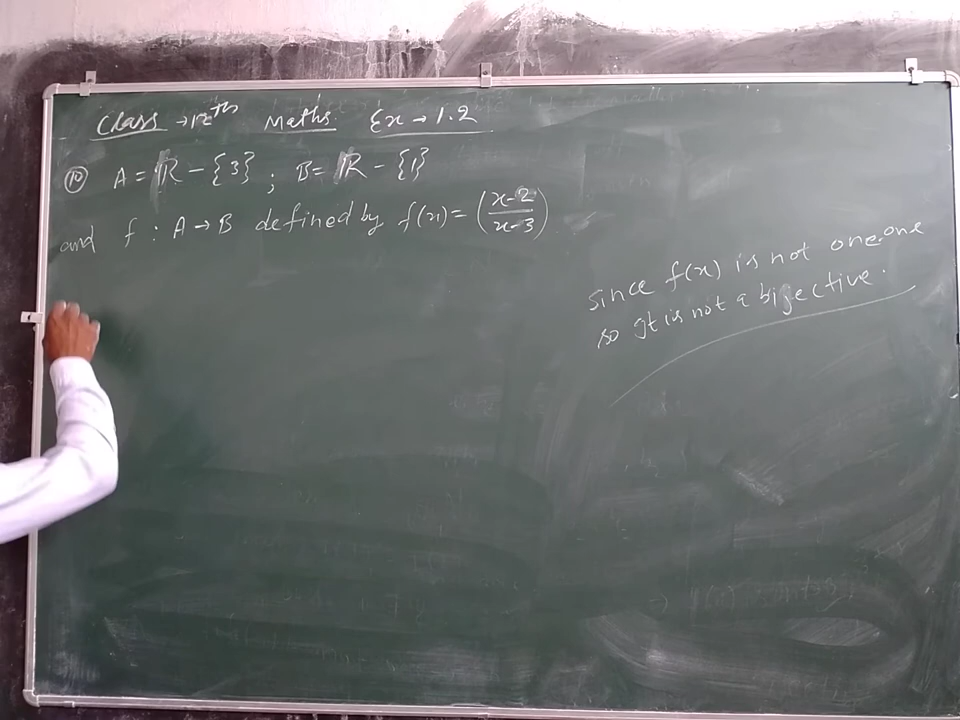 Class → 12th Maths Ex → 1.2
⑩ A = R - {3} ; B = R - {1}
and f : A → B defined by f(x) = (x-2/x-3)
Since f(x) is not one-one
so It is not a bijective.